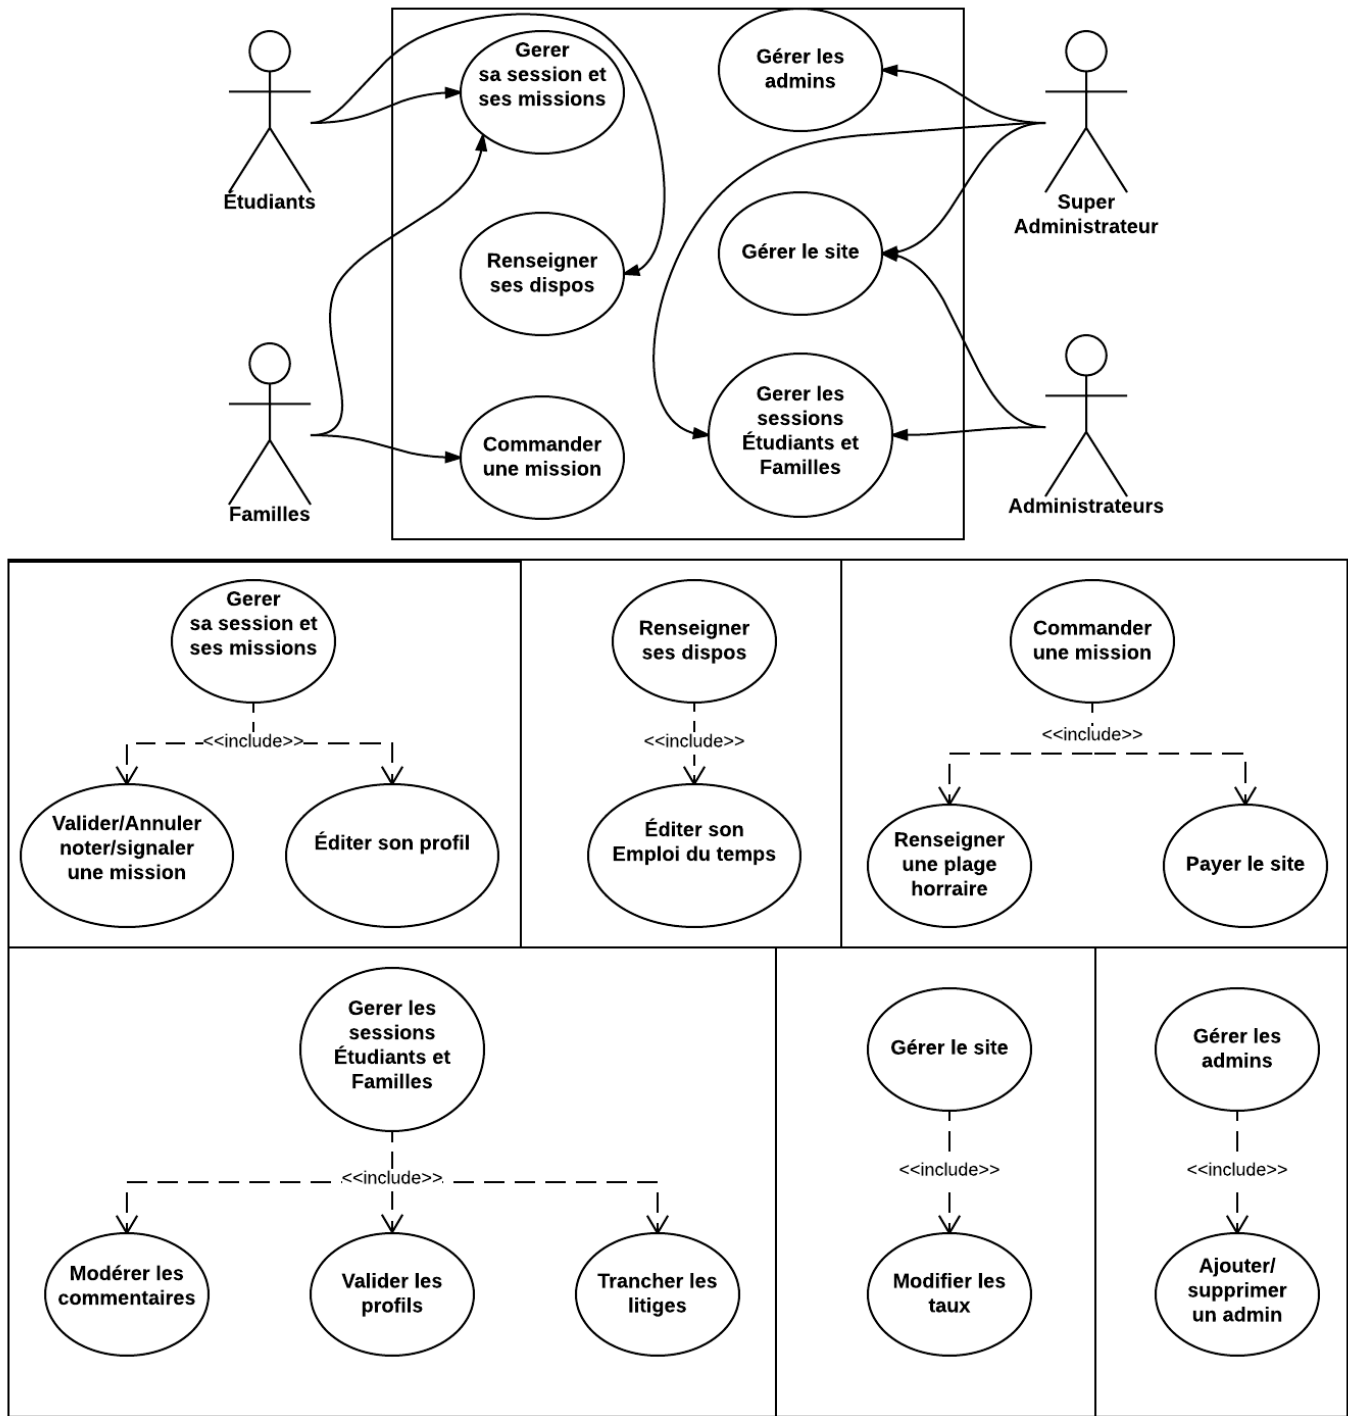 Gerer
sa session et
ses missions
Gérer les
admins
Étudiants
Super
Administrateur
Renseigner
ses dispos
Gérer le site
Gerer les
sessions
Étudiants et
Familles
Commander
une mission
Familles
Administrateurs
Gerer
sa session et
ses missions
<<include>>
Valider/Annuler
noter/signaler
une mission
Éditer son profil
Renseigner
ses dispos
<<include>>
Éditer son
Emploi du temps
Commander
une mission
<<include>>
Renseigner
une plage
horraire
Payer le site
Gerer les
sessions
Étudiants et
Familles
<<include>>
Modérer les
commentaires
Valider les
profils
Trancher les
litiges
Gérer le site
<<include>>
Modifier les
taux
Gérer les
admins
<<include>>
Ajouter/
supprimer
un admin